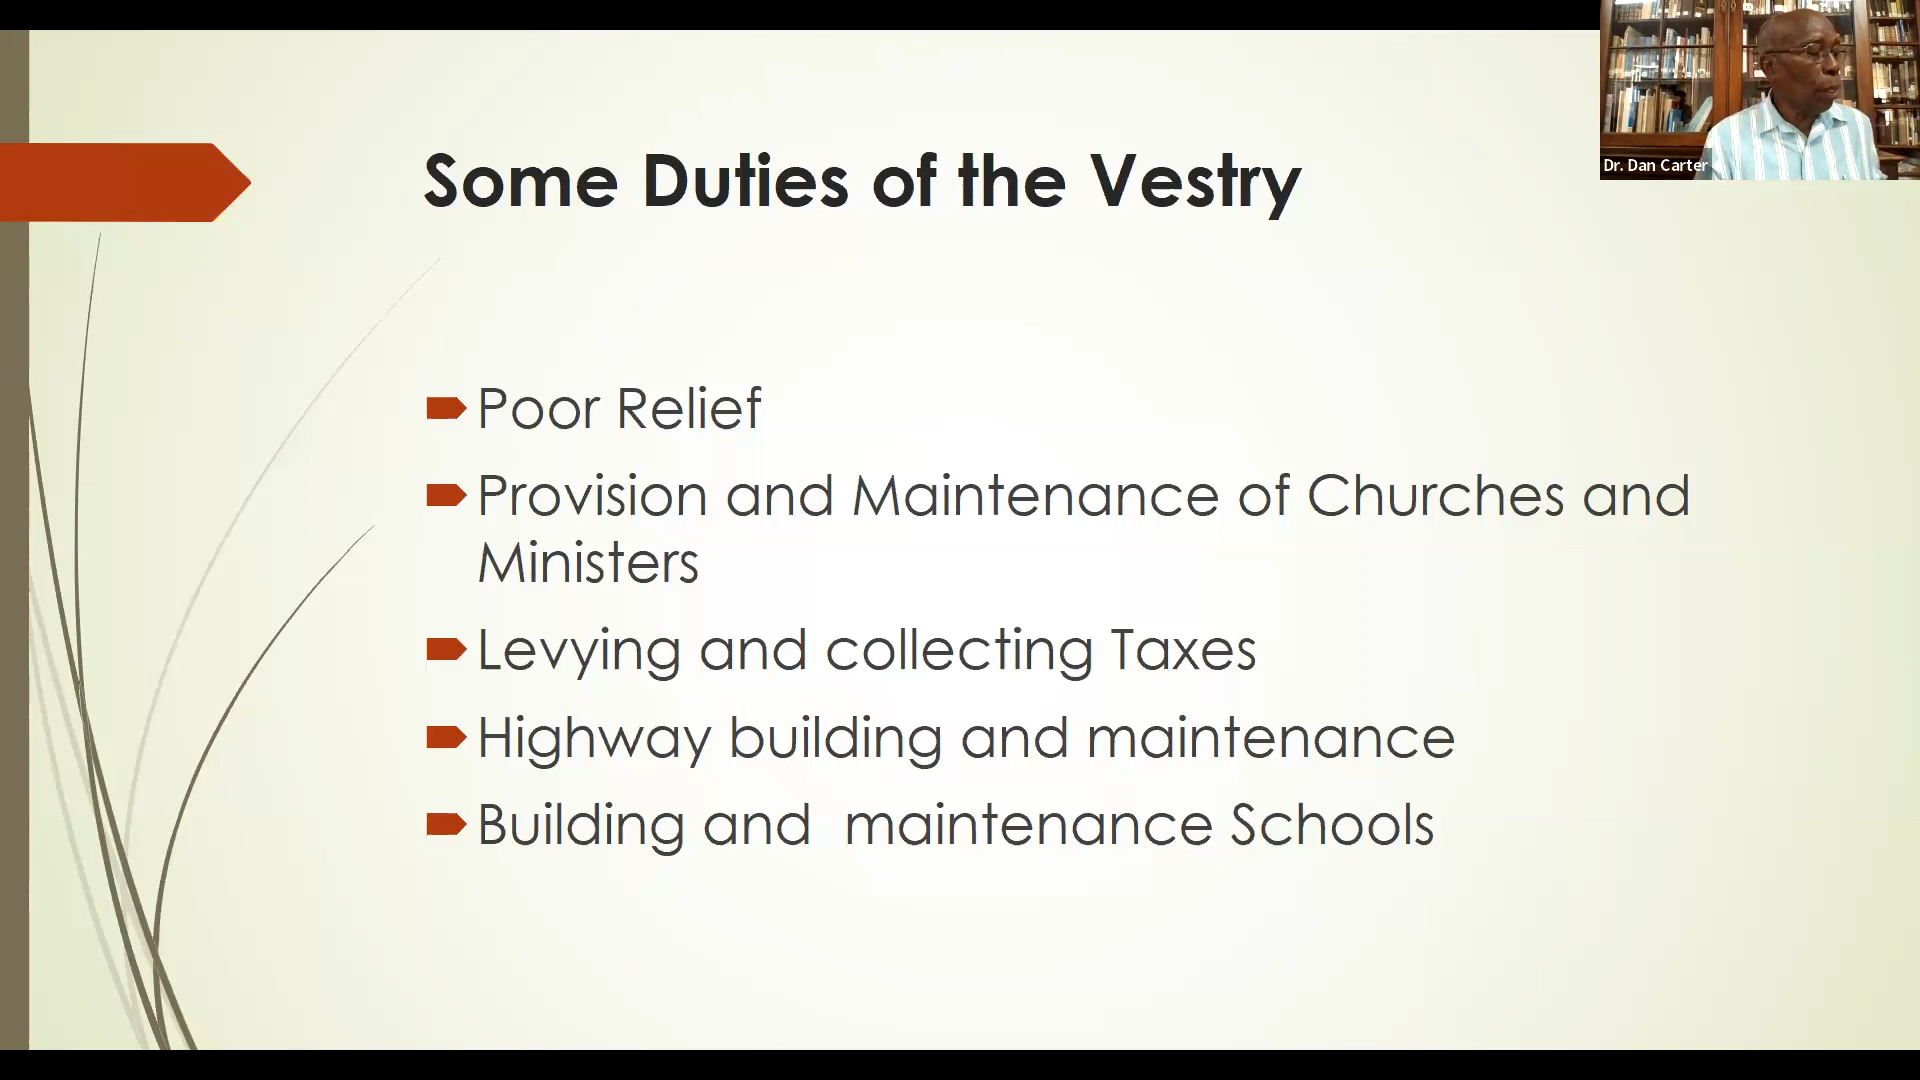 Some Duties of the Vestry
Poor Relief
Provision and Maintenance of Churches and
Ministers
Levying and collecting Taxes
Highway building and maintenance
Building and  maintenance Schools
Dr. Dan Carter